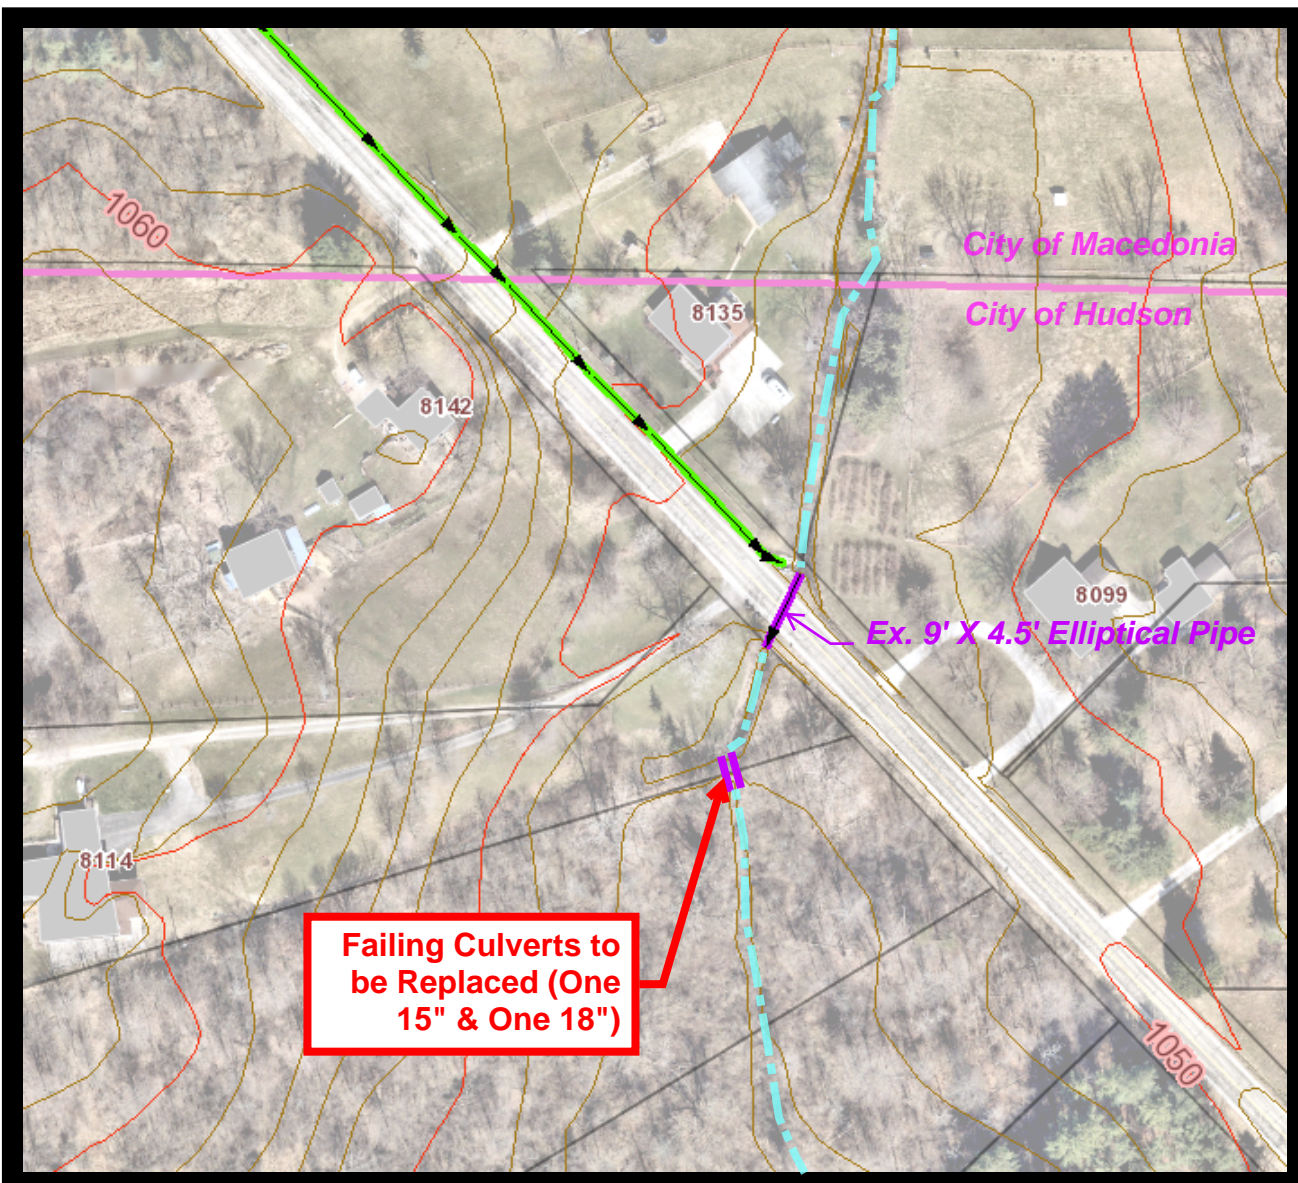 1060
City of Macedonia
City of Hudson
8135
8142
8099
Ex. 9' X 4.5' Elliptical Pipe
8114
Failing Culverts to
be Replaced (One
15" & One 18")
1050